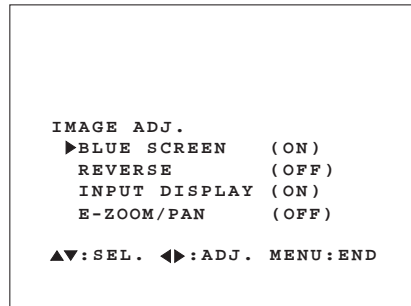 IMAGE ADJ.
▶BLUE SCREEN (ON)
REVERSE (OFF)
INPUT DISPLAY (ON)
E-ZOOM/PAN (OFF)
▲▼:SEL. ◀▶:ADJ. MENU:END